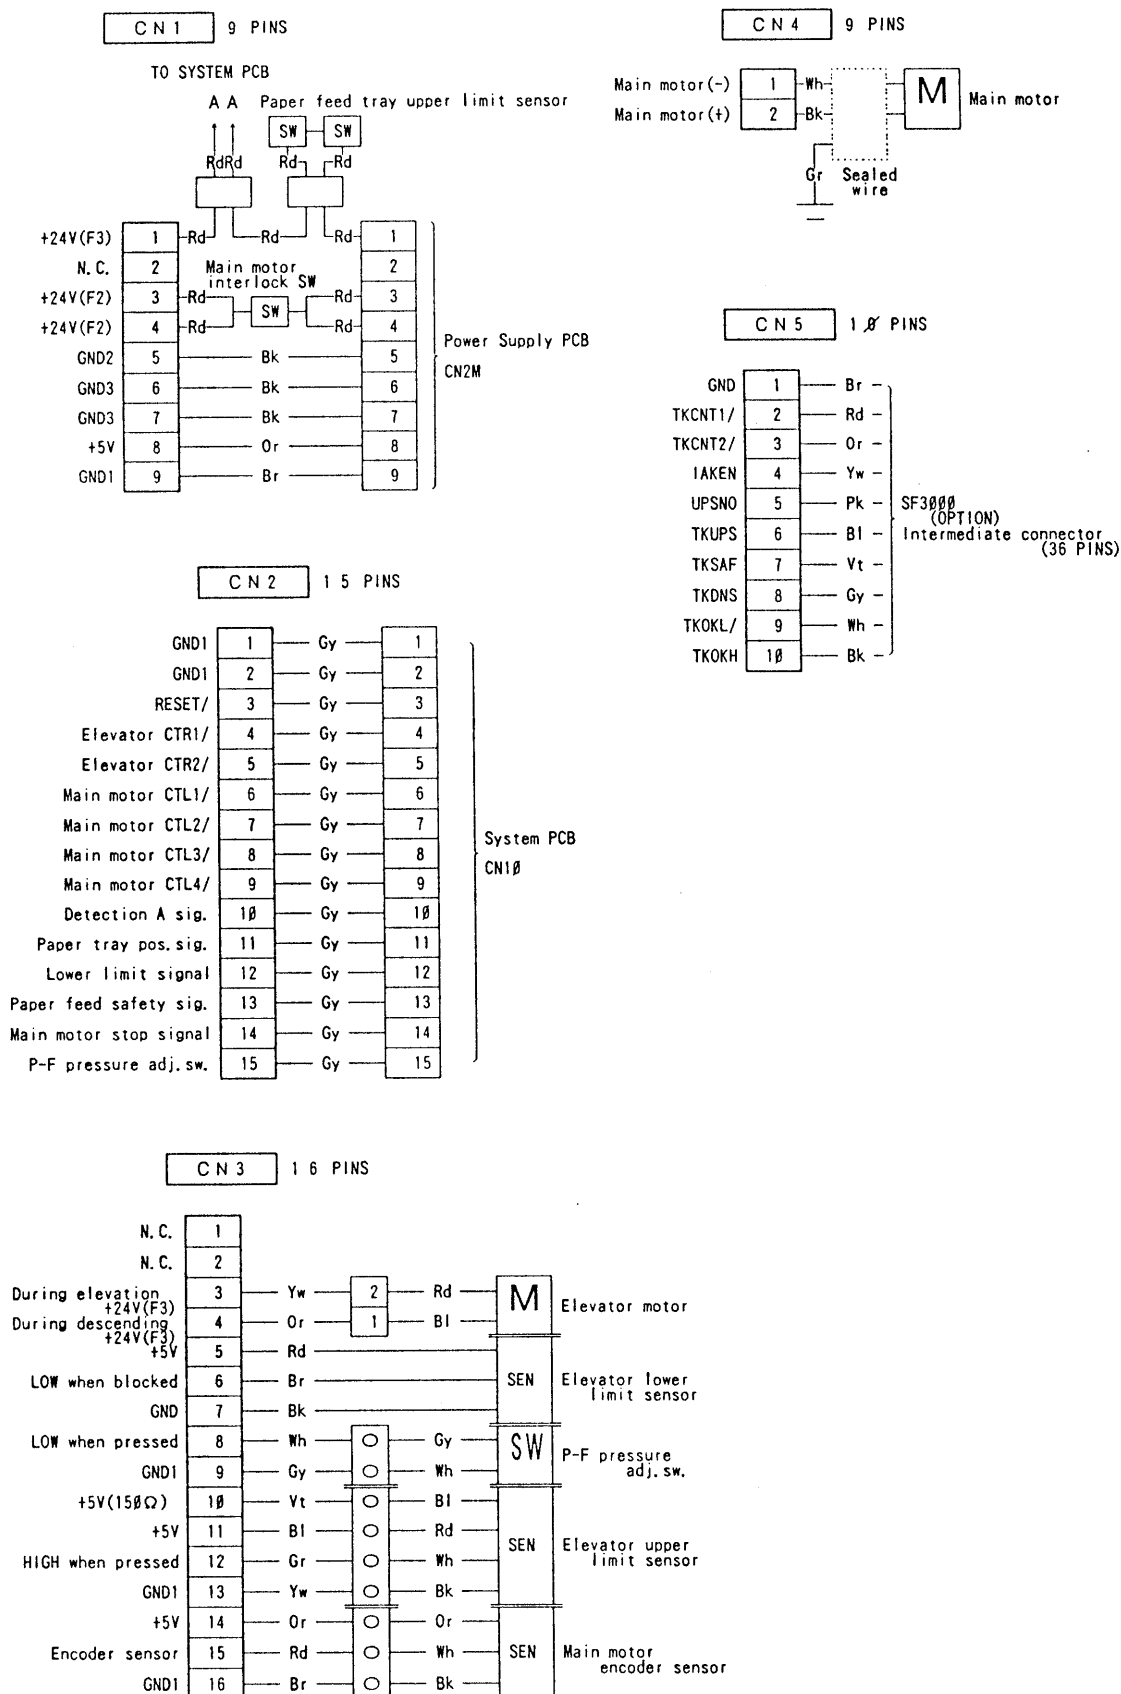 CN1 9 PINS
TO SYSTEM PCB
A A Paper feed tray upper limit sensor
SW SW
Rd Rd Rd Rd
+24V(F3) 1 Rd Rd Rd 1
N.C. 2 Main motor interlock SW 2
+24V(F2) 3 Rd SW Rd 3
+24V(F2) 4 Rd Rd 4
GND2 5 Bk 5
GND3 6 Bk 6
GND3 7 Bk 7
+5V 8 Or 8
GND1 9 Br 9
Power Supply PCB
CN2M
CN4 9 PINS
Main motor(-) 1 Wh M Main motor
Main motor(+) 2 Bk
Gr Sealed
wire
CN5 10 PINS
GND 1 Br
TKCNT1/ 2 Rd
TKCNT2/ 3 Or
IAKEN 4 Yw
UPSNO 5 Pk
TKUPS 6 Bl
TKSAF 7 Vt
TKDNS 8 Gy
TKOKL/ 9 Wh
TKOKH 10 Bk
SF3000
(OPTION)
Intermediate connector
(36 PINS)
CN2 15 PINS
GND1 1 Gy 1
GND1 2 Gy 2
RESET/ 3 Gy 3
Elevator CTR1/ 4 Gy 4
Elevator CTR2/ 5 Gy 5
Main motor CTL1/ 6 Gy 6
Main motor CTL2/ 7 Gy 7
Main motor CTL3/ 8 Gy 8
Main motor CTL4/ 9 Gy 9
Detection A sig. 10 Gy 10
Paper tray pos.sig. 11 Gy 11
Lower limit signal 12 Gy 12
Paper feed safety sig. 13 Gy 13
Main motor stop signal 14 Gy 14
P-F pressure adj.sw. 15 Gy 15
System PCB
CN10
CN3 16 PINS
N.C. 1
N.C. 2
During elevation 3 Yw 2 Rd M Elevator motor
+24V(F3)
During descending 4 Or 1 Bl
+24V(F3)
+5V 5 Rd
LOW when blocked 6 Br SEN Elevator lower
limit sensor
GND 7 Bk
LOW when pressed 8 Wh Gy SW P-F pressure
adj.sw.
GND1 9 Gy Wh
+5V(150Ω) 10 Vt Bl
+5V 11 Bl Rd SEN Elevator upper
limit sensor
HIGH when pressed 12 Gr Wh
GND1 13 Yw Bk
+5V 14 Or Or
Encoder sensor 15 Rd Wh SEN Main motor
encoder sensor
GND1 16 Br Bk